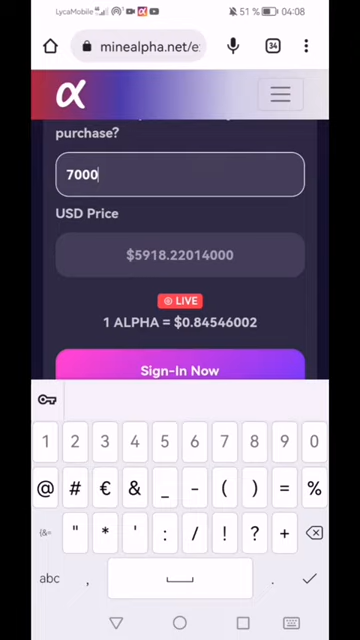 LycaMobile 51 % 04:08
minealpha.net/e 34
α
purchase?
7000
USD Price
$5918.22014000
LIVE
1 ALPHA = $0.84546002
Sign-In Now
1 2 3 4 5 6 7 8 9 0
@ # € & _ - ( ) = %
{&= " * ' : / ! ? +
abc , .